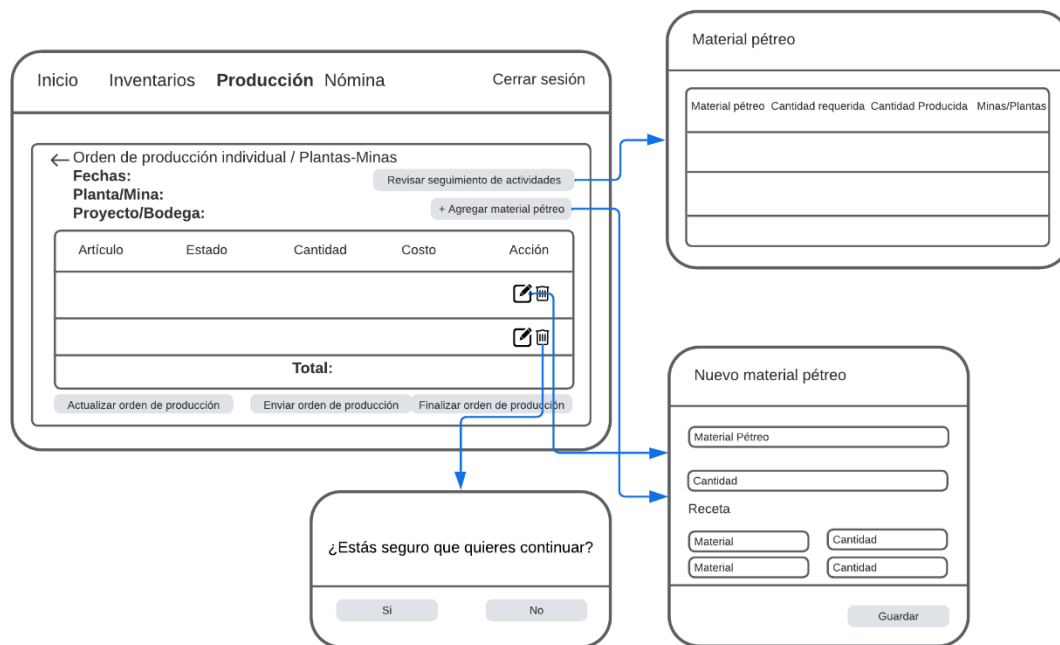 Inicio Inventarios Producción Nómina Cerrar sesión
Orden de producción individual / Plantas-Minas
Fechas:
Planta/Mina:
Proyecto/Bodega:
Revisar seguimiento de actividades
+ Agregar material pétreo
Artículo Estado Cantidad Costo Acción
Total:
Actualizar orden de producción Enviar orden de producción Finalizar orden de producción
Material pétreo
Material pétreo Cantidad requerida Cantidad Producida Minas/Plantas
¿Estás seguro que quieres continuar?
Si No
Nuevo material pétreo
Material Pétreo
Cantidad
Receta
Material Cantidad
Material Cantidad
Guardar